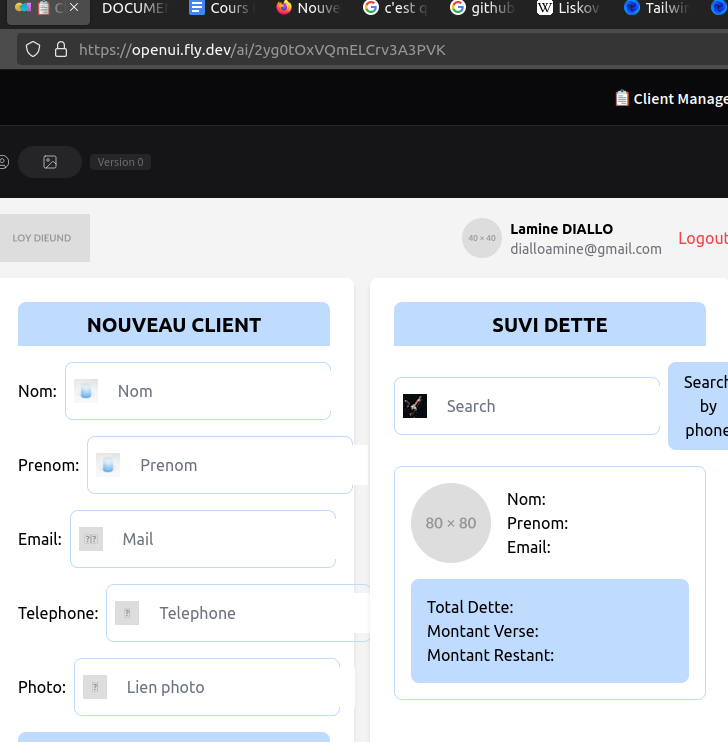 C
DOCUME
Cours
Nouve
c'est q
github
Liskov
Tailwin
https://openui.fly.dev/ai/2yg0tOxVQmELCrv3A3PVK
Client Manage
Version 0
LOY DIEUND
40 × 40
Lamine DIALLO
dialloamine@gmail.com
Logout
NOUVEAU CLIENT
Nom:
Nom
Prenom:
Prenom
Email:
Mail
Telephone:
Telephone
Photo:
Lien photo
SUVI DETTE
Search
Search
by
phone
80 × 80
Nom:
Prenom:
Email:
Total Dette:
Montant Verse:
Montant Restant: